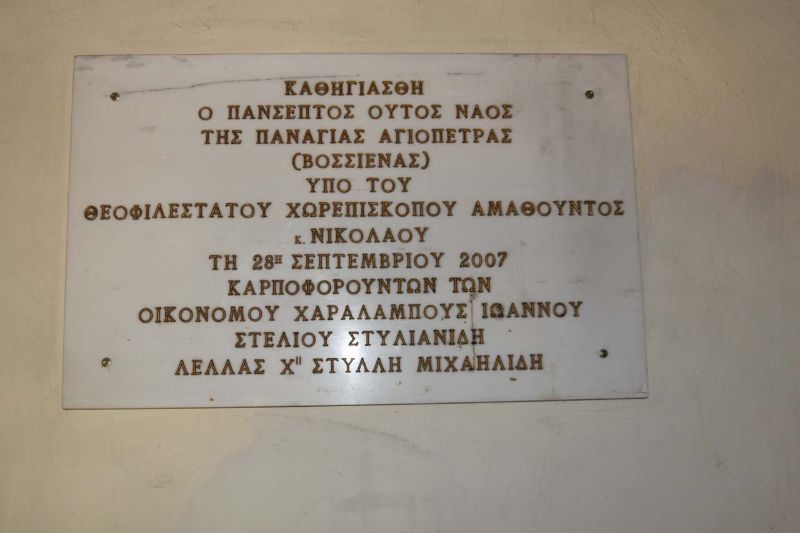 ΚΑΘΗΓΙΑΣΘΗ
Ο ΠΑΝΣΕΠΤΟΣ ΟΥΤΟΣ ΝΑΟΣ
ΤΗΣ ΠΑΝΑΓΙΑΣ ΑΓΙΟΠΕΤΡΑΣ
(ΒΟΣΣΙΕΝΑΣ)
ΥΠΟ ΤΟΥ
ΘΕΟΦΙΛΕΣΤΑΤΟΥ ΧΩΡΕΠΙΣΚΟΠΟΥ ΑΜΑΘΟΥΝΤΟΣ
κ. ΝΙΚΟΛΑΟΥ
ΤΗ 28Η ΣΕΠΤΕΜΒΡΙΟΥ 2007
ΚΑΡΠΟΦΟΡΟΥΝΤΩΝ ΤΩΝ
ΟΙΚΟΝΟΜΟΥ ΧΑΡΑΛΑΜΠΟΥΣ ΙΩΑΝΝΟΥ
ΣΤΕΛΙΟΥ ΣΤΥΛΙΑΝΙΔΗ
ΛΕΛΛΑΣ Χ" ΣΤΥΛΛΗ ΜΙΧΑΗΛΙΔΗ